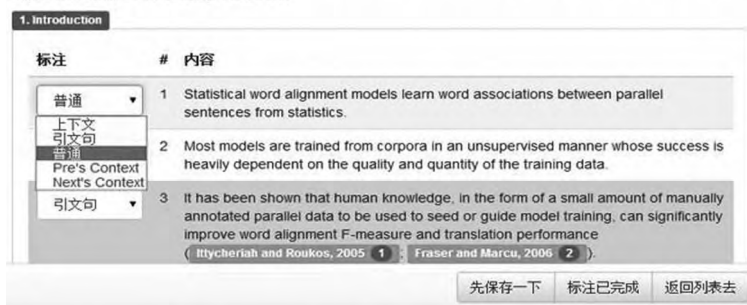 1. Introduction
标注 # 内容
普通 1 Statistical word alignment models learn word associations between parallel
sentences from statistics.
上下文
引文句
普通
Pre's Context
Next's Context
2 Most models are trained from corpora in an unsupervised manner whose success is
heavily dependent on the quality and quantity of the training data.
引文句 3 It has been shown that human knowledge, in the form of a small amount of manually
annotated parallel data to be used to seed or guide model training, can significantly
improve word alignment F-measure and translation performance
( Ittycheriah and Roukos, 2005 1 ; Fraser and Marcu, 2006 2 ).
先保存一下 标注已完成 返回列表去